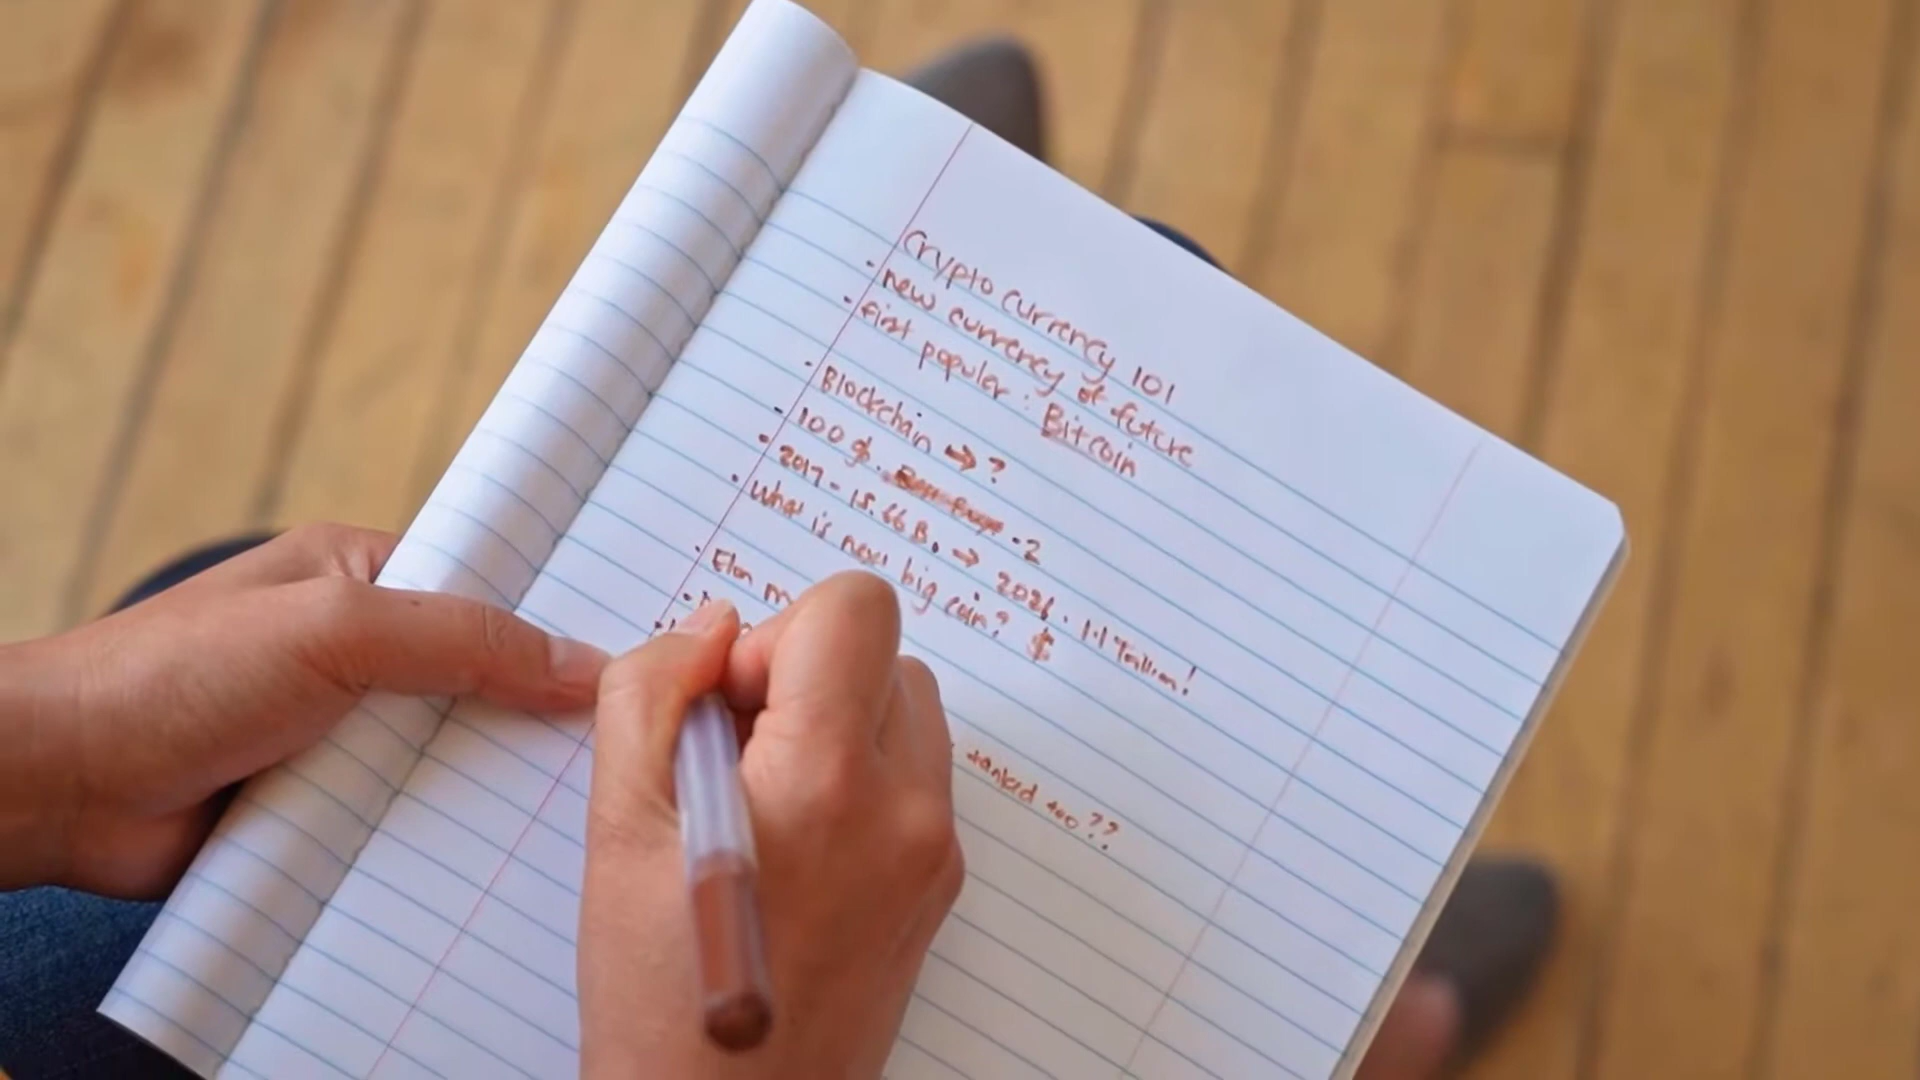 Crypto currency 101
- new currency of future
- first popular : Bitcoin
- Blockchain → ?
- 100 $. · 2
- 2017 - 15.66 B. → 2026 · 1.1 Trillion!
- What is next big coin? $
- Elon
tanked too ??